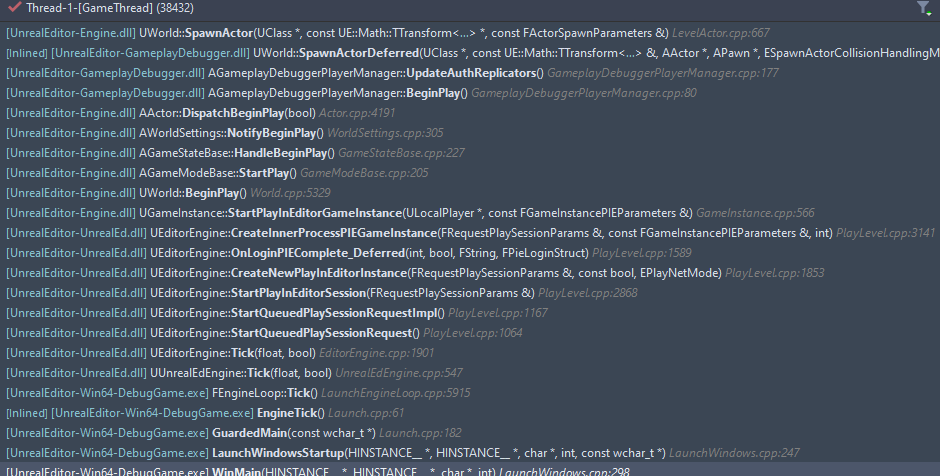 Thread-1-[GameThread] (38432)
[UnrealEditor-Engine.dll] UWorld::SpawnActor(UClass *, const UE::Math::TTransform<...> *, const FActorSpawnParameters &) LevelActor.cpp:667
[Inlined] [UnrealEditor-GameplayDebugger.dll] UWorld::SpawnActorDeferred(UClass *, const UE::Math::TTransform<...> &, AActor *, APawn *, ESpawnActorCollisionHandlingM
[UnrealEditor-GameplayDebugger.dll] AGameplayDebuggerPlayerManager::UpdateAuthReplicators() GameplayDebuggerPlayerManager.cpp:177
[UnrealEditor-GameplayDebugger.dll] AGameplayDebuggerPlayerManager::BeginPlay() GameplayDebuggerPlayerManager.cpp:80
[UnrealEditor-Engine.dll] AActor::DispatchBeginPlay(bool) Actor.cpp:4191
[UnrealEditor-Engine.dll] AWorldSettings::NotifyBeginPlay() WorldSettings.cpp:305
[UnrealEditor-Engine.dll] AGameStateBase::HandleBeginPlay() GameStateBase.cpp:227
[UnrealEditor-Engine.dll] AGameModeBase::StartPlay() GameModeBase.cpp:205
[UnrealEditor-Engine.dll] UWorld::BeginPlay() World.cpp:5329
[UnrealEditor-Engine.dll] UGameInstance::StartPlayInEditorGameInstance(ULocalPlayer *, const FGameInstancePIEParameters &) GameInstance.cpp:566
[UnrealEditor-UnrealEd.dll] UEditorEngine::CreateInnerProcessPIEGameInstance(FRequestPlaySessionParams &, const FGameInstancePIEParameters &, int) PlayLevel.cpp:3141
[UnrealEditor-UnrealEd.dll] UEditorEngine::OnLoginPIEComplete_Deferred(int, bool, FString, FPieLoginStruct) PlayLevel.cpp:1589
[UnrealEditor-UnrealEd.dll] UEditorEngine::CreateNewPlayInEditorInstance(FRequestPlaySessionParams &, const bool, EPlayNetMode) PlayLevel.cpp:1853
[UnrealEditor-UnrealEd.dll] UEditorEngine::StartPlayInEditorSession(FRequestPlaySessionParams &) PlayLevel.cpp:2868
[UnrealEditor-UnrealEd.dll] UEditorEngine::StartQueuedPlaySessionRequestImpl() PlayLevel.cpp:1167
[UnrealEditor-UnrealEd.dll] UEditorEngine::StartQueuedPlaySessionRequest() PlayLevel.cpp:1064
[UnrealEditor-UnrealEd.dll] UEditorEngine::Tick(float, bool) EditorEngine.cpp:1901
[UnrealEditor-UnrealEd.dll] UUnrealEdEngine::Tick(float, bool) UnrealEdEngine.cpp:547
[UnrealEditor-Win64-DebugGame.exe] FEngineLoop::Tick() LaunchEngineLoop.cpp:5915
[Inlined] [UnrealEditor-Win64-DebugGame.exe] EngineTick() Launch.cpp:61
[UnrealEditor-Win64-DebugGame.exe] GuardedMain(const wchar_t *) Launch.cpp:182
[UnrealEditor-Win64-DebugGame.exe] LaunchWindowsStartup(HINSTANCE__ *, HINSTANCE__ *, char *, int, const wchar_t *) LaunchWindows.cpp:247
[UnrealEditor-Win64-DebugGame.exe] WinMain(HINSTANCE__ *, HINSTANCE__ *, char *, int) LaunchWindows.cpp:298